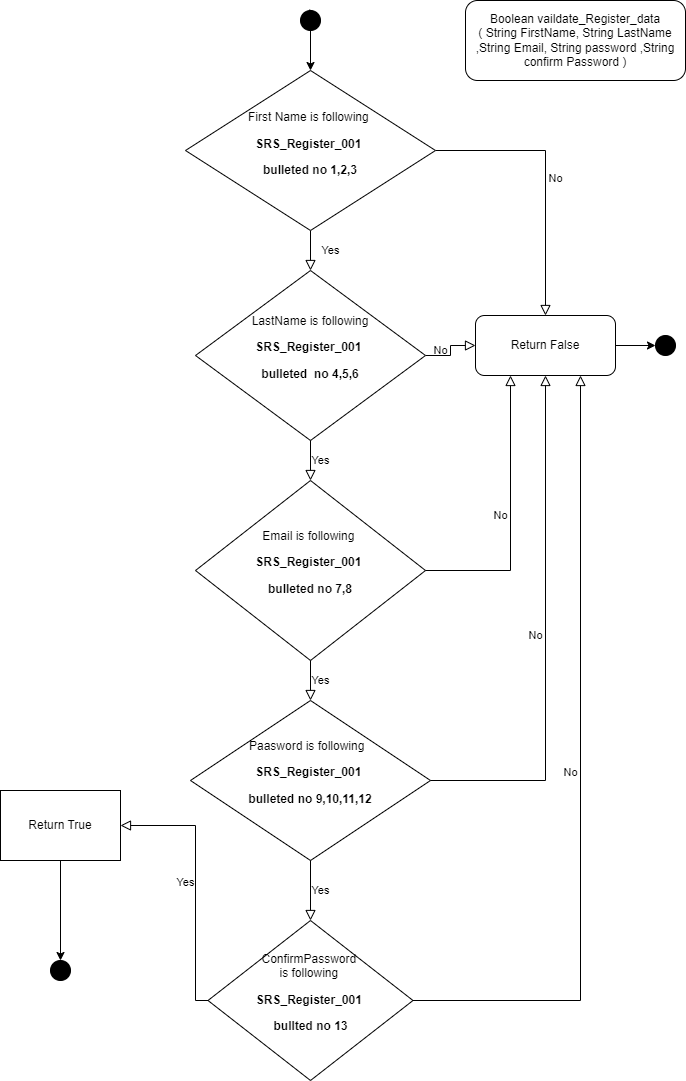 Boolean vaildate_Register_data
( String FirstName, String LastName
,String Email, String password ,String
confirm Password )
First Name is following
SRS_Register_001
bulleted no 1,2,3
No
Yes
LastName is following
SRS_Register_001
bulleted  no 4,5,6
No
Return False
Yes
Email is following
SRS_Register_001
bulleted no 7,8
No
Yes
Paasword is following
SRS_Register_001
bulleted no 9,10,11,12
No
No
Return True
Yes
Yes
ConfirmPassword
is following
SRS_Register_001
bullted no 13